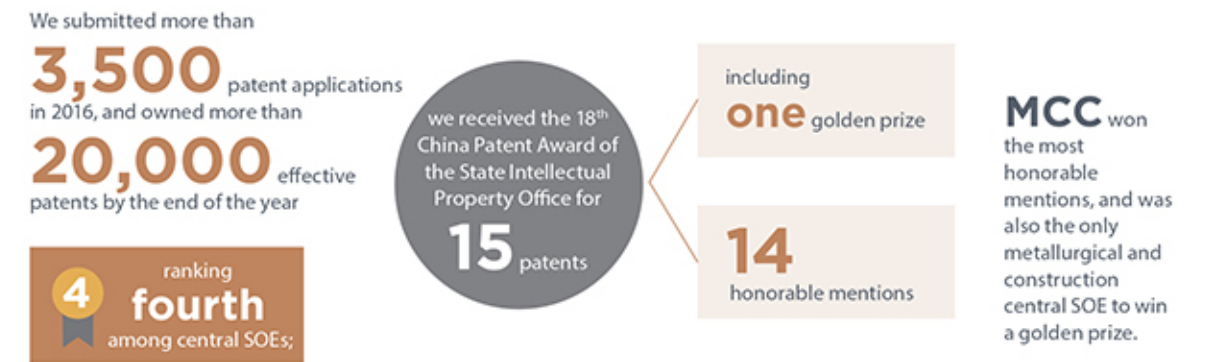 We submitted more than
3,500 patent applications
in 2016, and owned more than
20,000 effective
patents by the end of the year
4
ranking
fourth
among central SOEs;
we received the 18th
China Patent Award of
the State Intellectual
Property Office for
15 patents
including
one golden prize
14
honorable mentions
MCC won
the most
honorable
mentions, and was
also the only
metallurgical and
construction
central SOE to win
a golden prize.